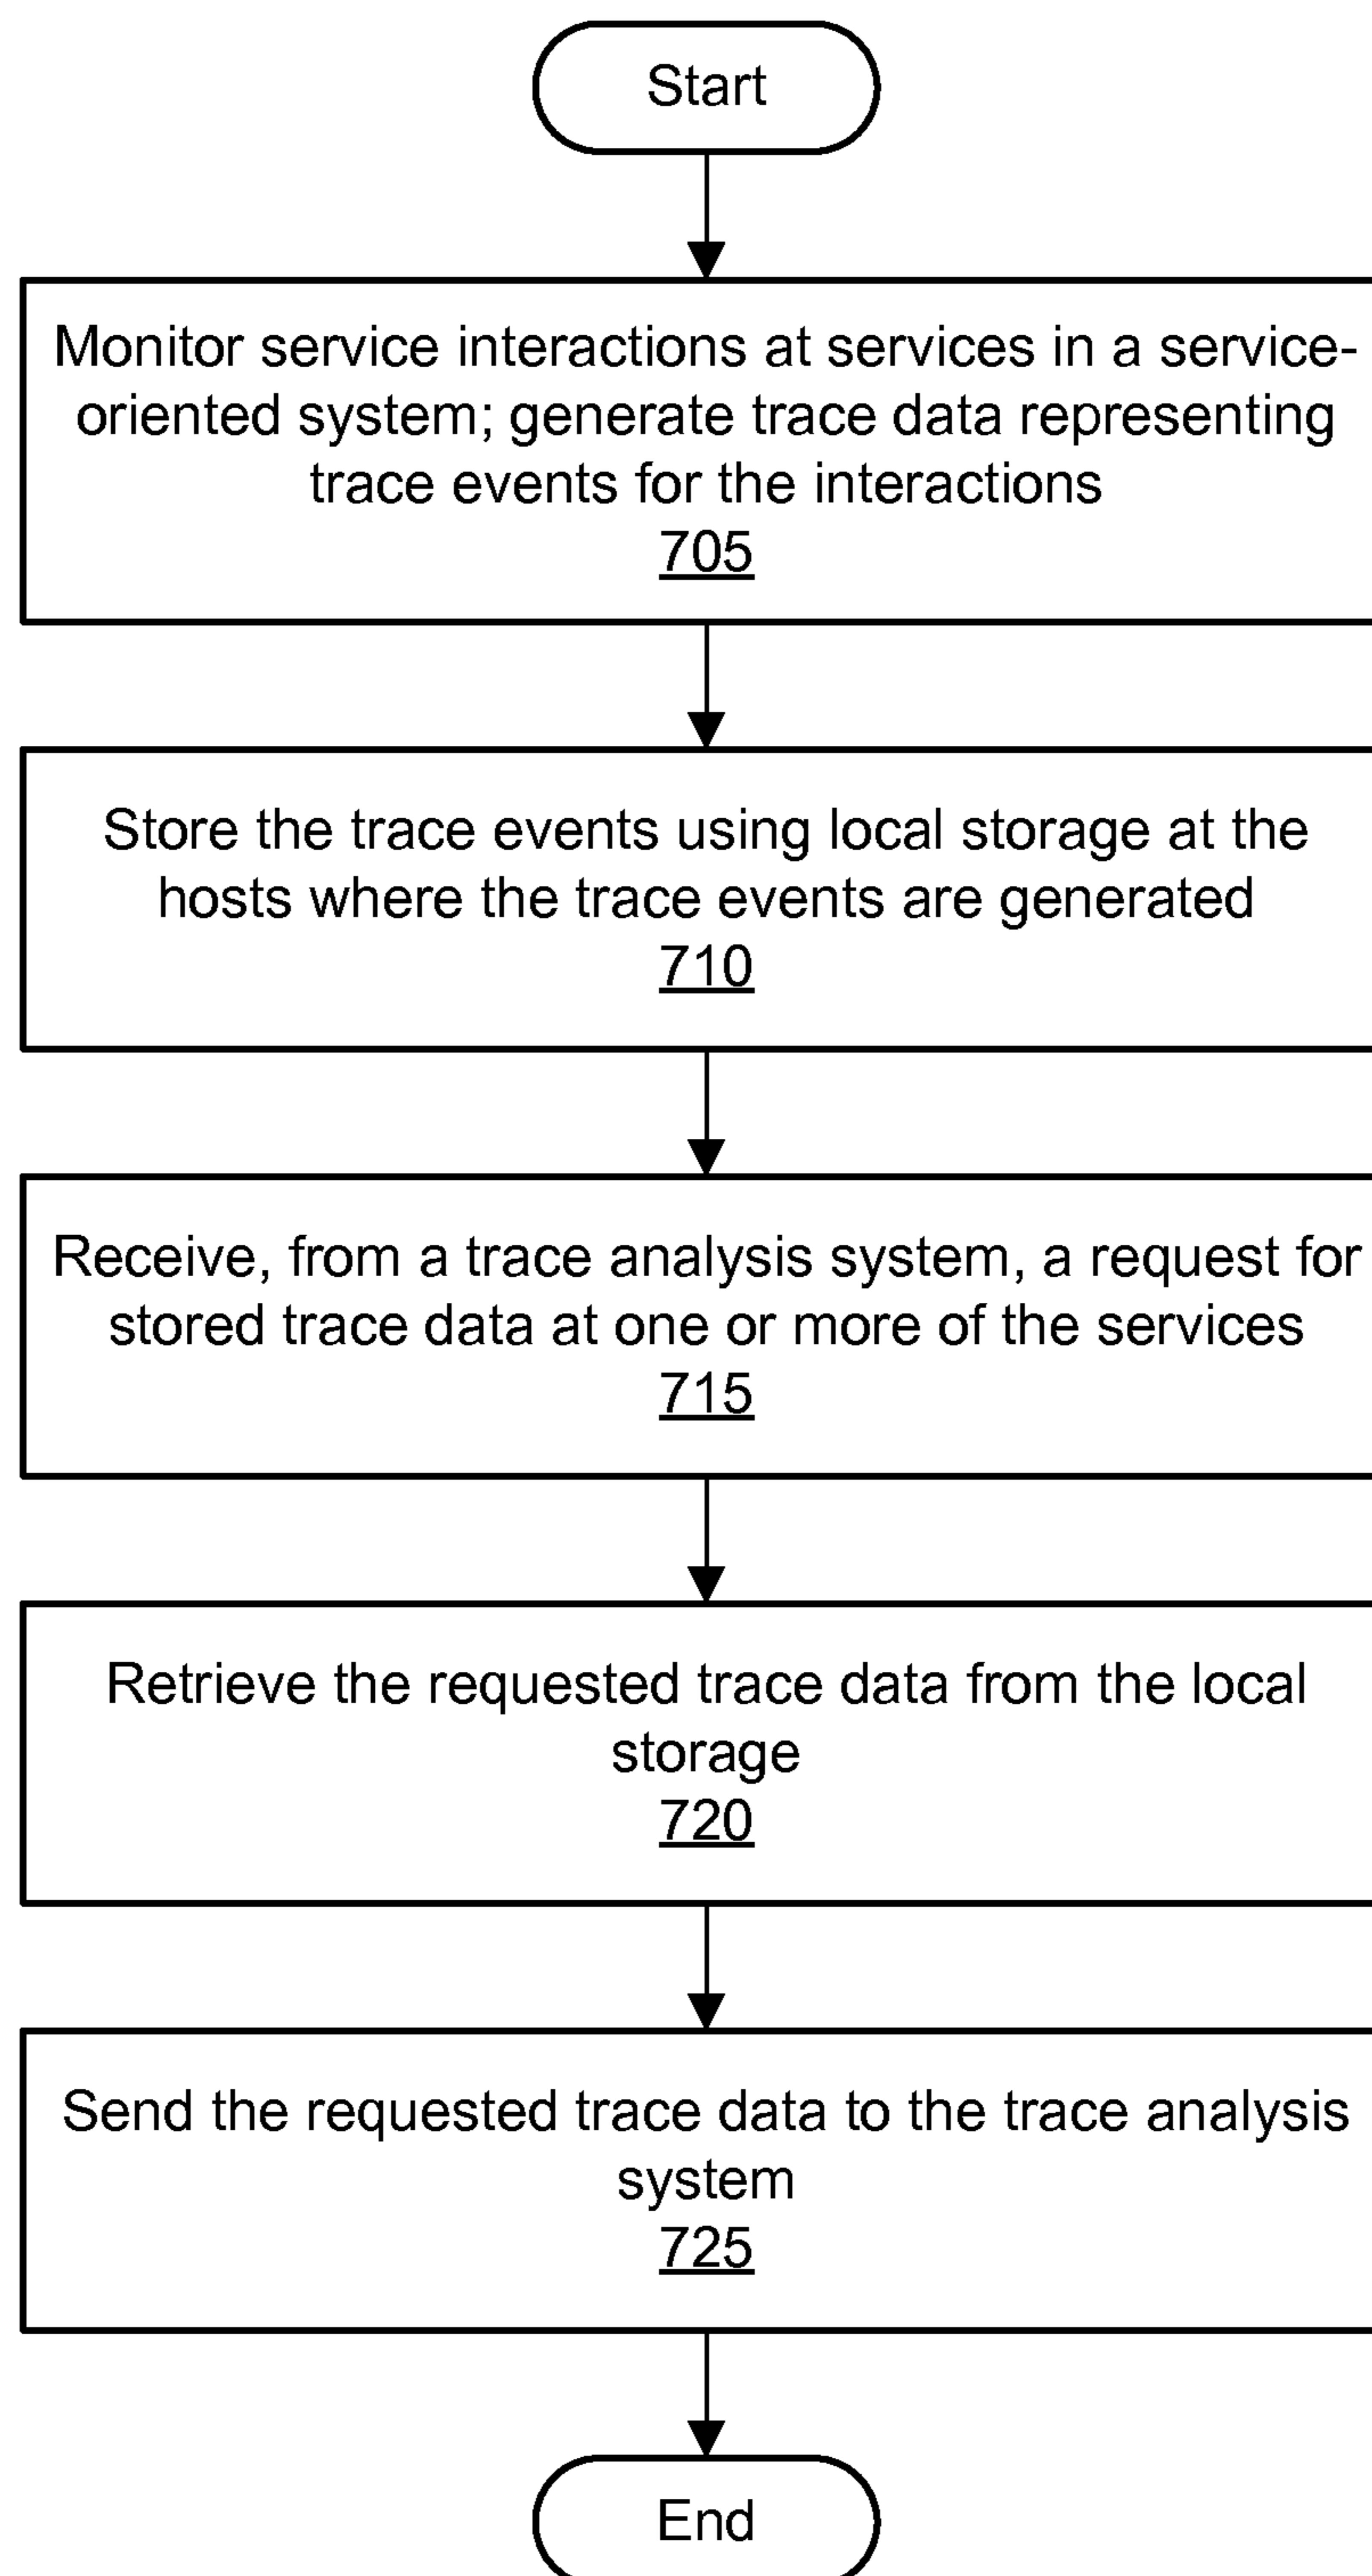 Start
Monitor service interactions at services in a service-
oriented system; generate trace data representing
trace events for the interactions
705
Store the trace events using local storage at the
hosts where the trace events are generated
710
Receive, from a trace analysis system, a request for
stored trace data at one or more of the services
715
Retrieve the requested trace data from the local
storage
720
Send the requested trace data to the trace analysis
system
725
End